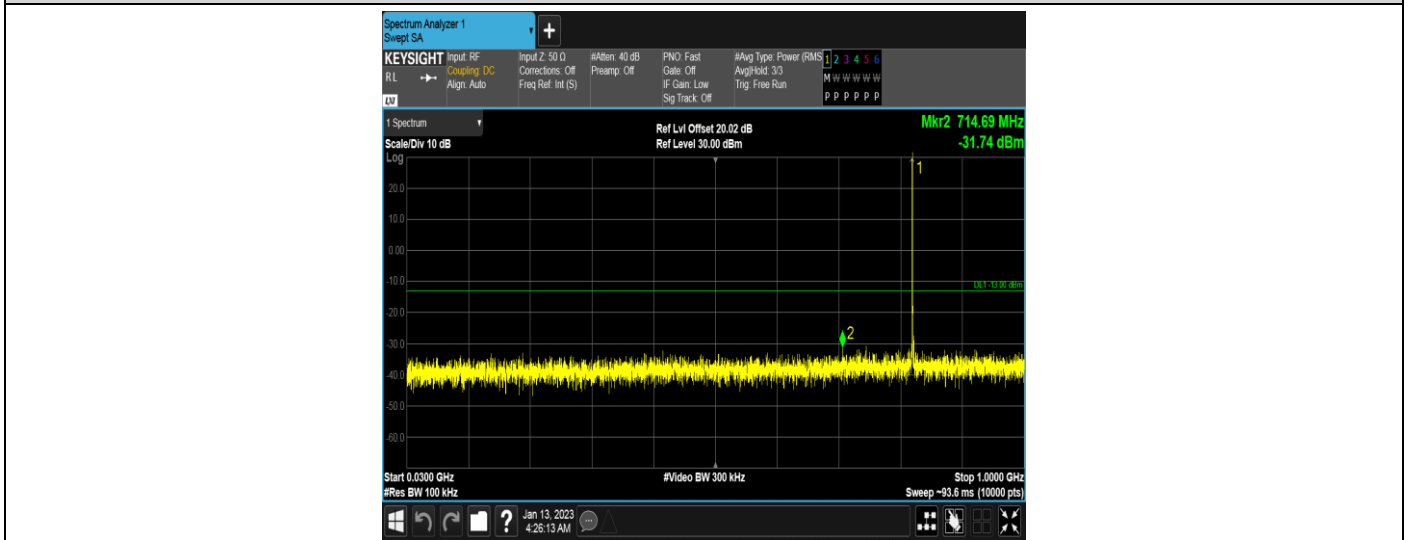 Spectrum Analyzer 1
Swept SA
+
KEYSIGHT Input: RF Input Z: 50 Ω #Atten: 40 dB PNO: Fast #Avg Type: Power (RMS 1 2 3 4 5 6
RL Coupling: DC Corrections: Off Preamp: Off Gate: Off Avg|Hold: 3/3 M W W W W W
Align: Auto Freq Ref: Int (S) IF Gain: Low Trig: Free Run
LXI Sig Track: Off P P P P P P
1 Spectrum Ref Lvl Offset 20.02 dB Mkr2 714.69 MHz
Scale/Div 10 dB Ref Level 30.00 dBm -31.74 dBm
Log
1
20.0
10.0
0.00
-10.0
DL1 -13.00 dBm
-20.0
2
-30.0
-40.0
-50.0
-60.0
Start 0.0300 GHz #Video BW 300 kHz Stop 1.0000 GHz
#Res BW 100 kHz Sweep ~93.6 ms (10000 pts)
? Jan 13, 2023
4:26:13 AM